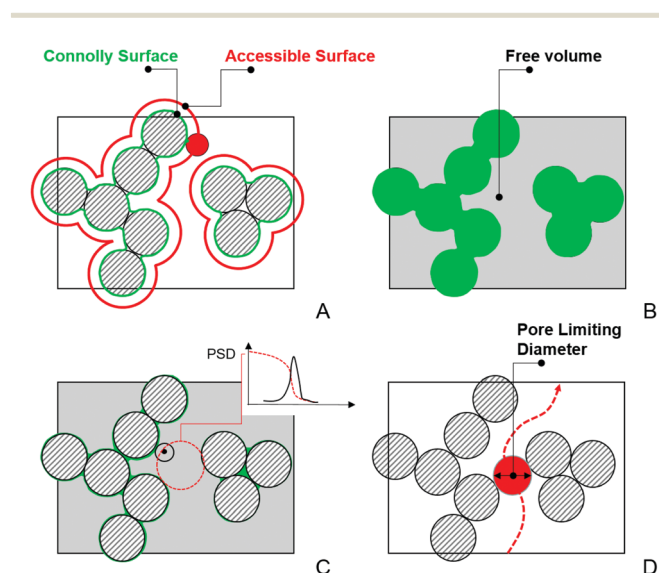 Connolly Surface
Accessible Surface
Free volume
A
B
PSD
Pore Limiting
Diameter
C
D